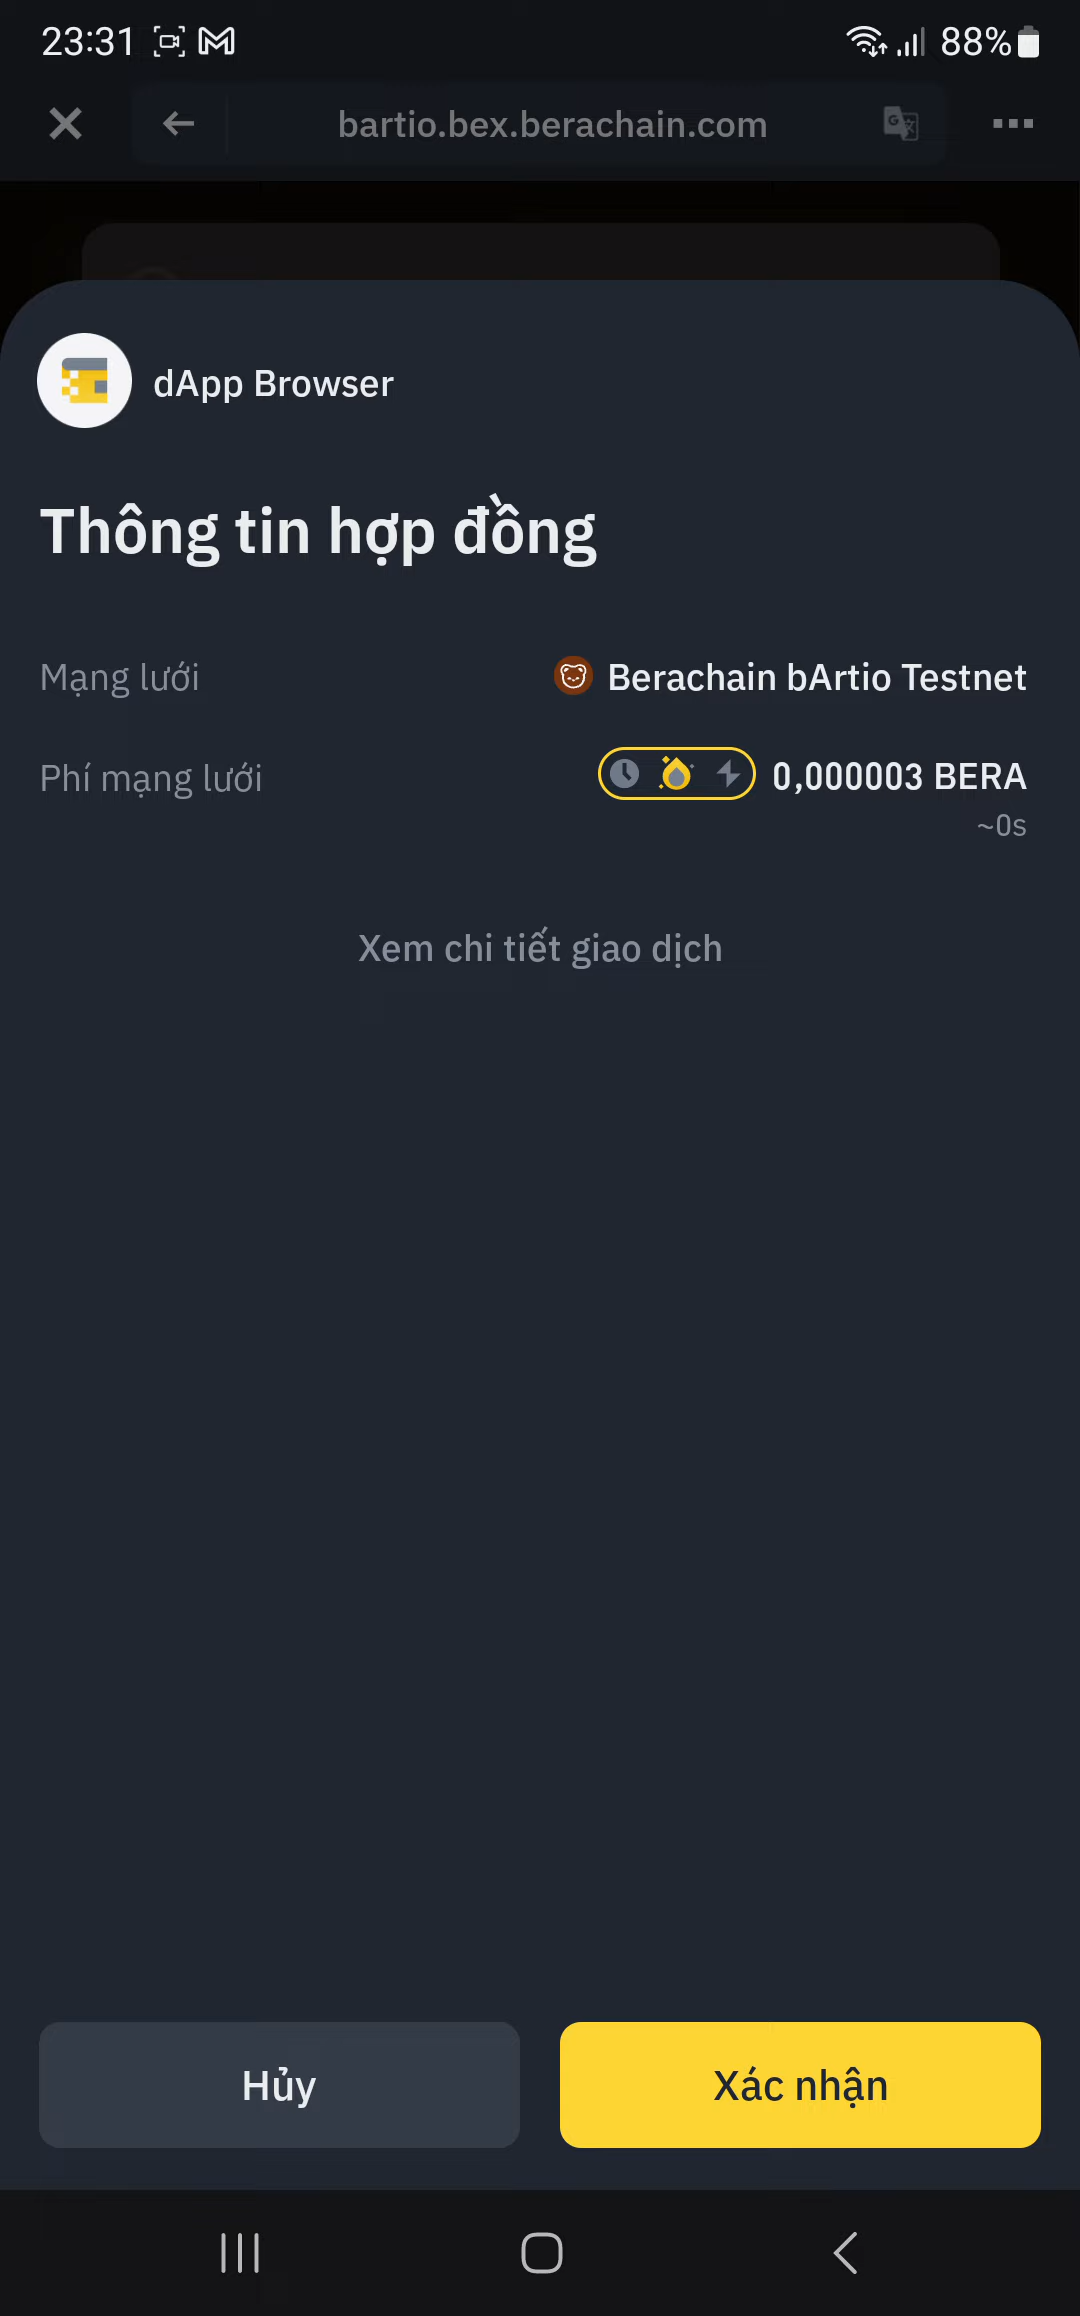 23:31
88%
bartio.bex.berachain.com
dApp Browser
Thông tin hợp đồng
Mạng lưới
Berachain bArtio Testnet
Phí mạng lưới
0,000003 BERA
~0s
Xem chi tiết giao dịch
Hủy
Xác nhận